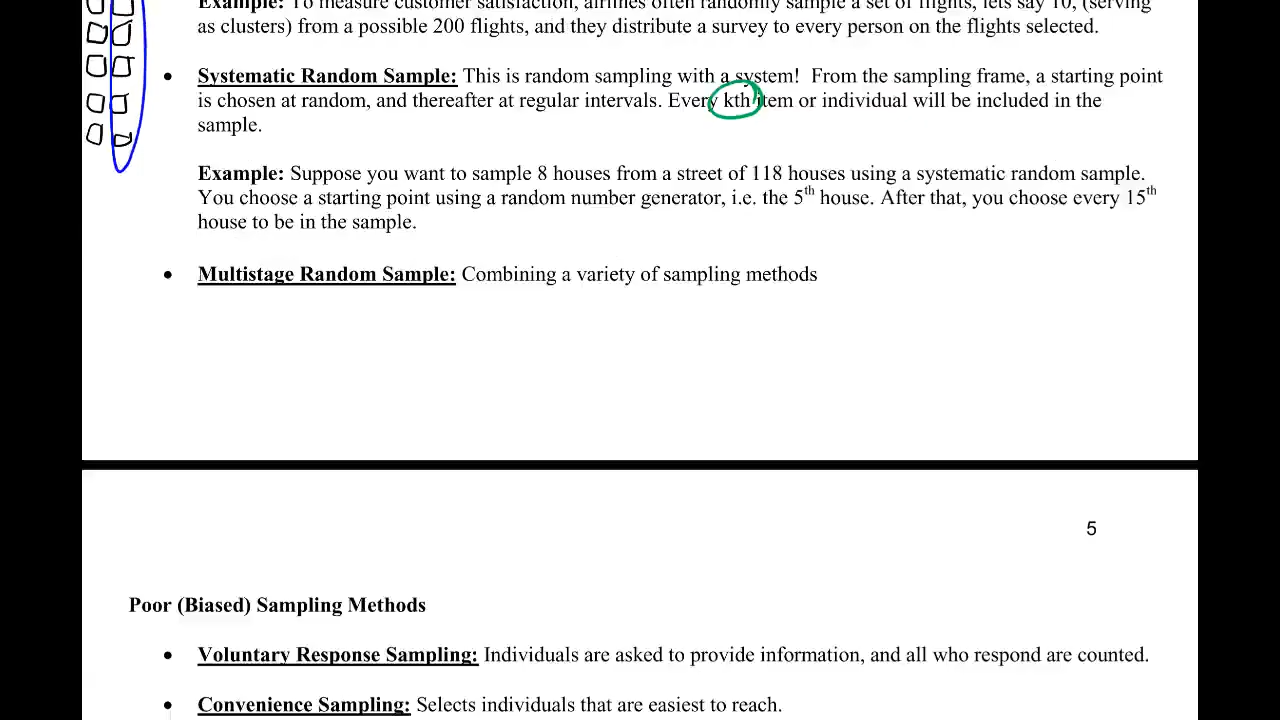 Example: To measure customer satisfaction, airlines often randomly sample a set of flights, lets say 10, (serving
as clusters) from a possible 200 flights, and they distribute a survey to every person on the flights selected.
• Systematic Random Sample: This is random sampling with a system! From the sampling frame, a starting point
is chosen at random, and thereafter at regular intervals. Every kth item or individual will be included in the
sample.
Example: Suppose you want to sample 8 houses from a street of 118 houses using a systematic random sample.
You choose a starting point using a random number generator, i.e. the 5th house. After that, you choose every 15th
house to be in the sample.
• Multistage Random Sample: Combining a variety of sampling methods
5
Poor (Biased) Sampling Methods
• Voluntary Response Sampling: Individuals are asked to provide information, and all who respond are counted.
• Convenience Sampling: Selects individuals that are easiest to reach.